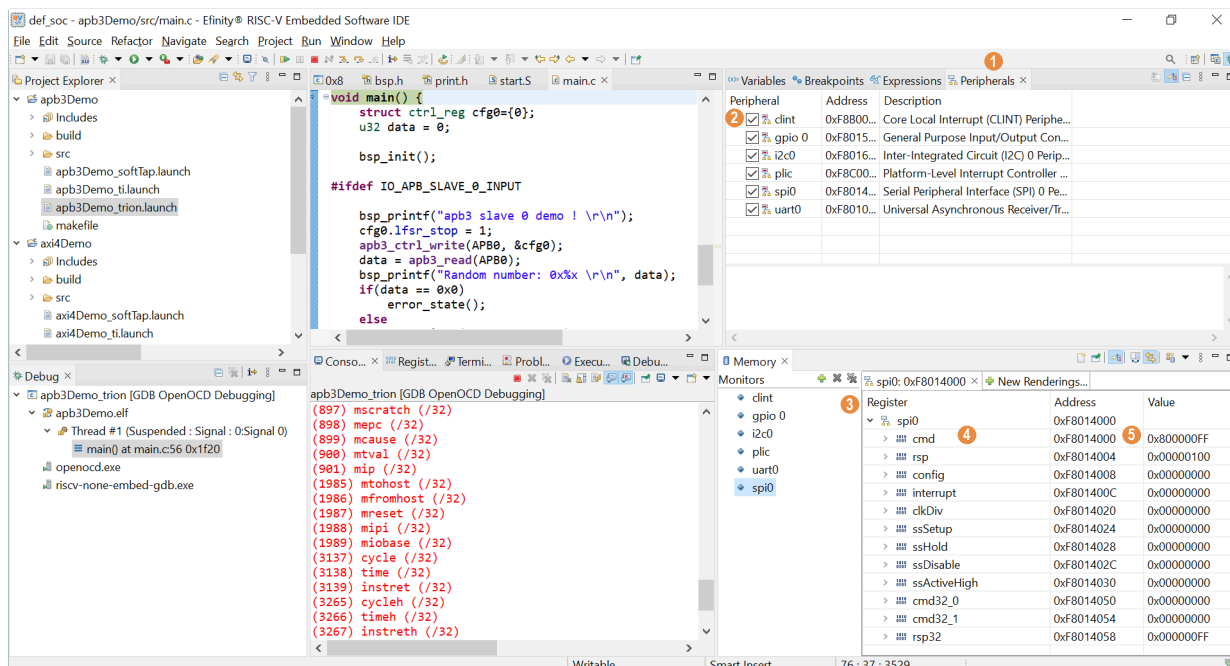 def_soc - apb3Demo/src/main.c - Efinity® RISC-V Embedded Software IDE
File Edit Source Refactor Navigate Search Project Run Window Help
1
Project Explorer
apb3Demo
Includes
build
src
apb3Demo_softTap.launch
apb3Demo_ti.launch
apb3Demo_trion.launch
makefile
axi4Demo
Includes
build
src
axi4Demo_softTap.launch
axi4Demo_ti.launch
0x8 bsp.h print.h start.S main.c
void main() {
struct ctrl_reg cfg0={0};
u32 data = 0;
bsp_init();
#ifdef IO_APB_SLAVE_0_INPUT
bsp_printf("apb3 slave 0 demo ! \r\n");
cfg0.lfsr_stop = 1;
apb3_ctrl_write(APB0, &cfg0);
data = apb3_read(APB0);
bsp_printf("Random number: 0x%x \r\n", data);
if(data == 0x0)
error_state();
else
Variables Breakpoints Expressions Peripherals
Peripheral Address Description
2 clint 0xF8B00... Core Local Interrupt (CLINT) Periphe...
gpio 0 0xF8015... General Purpose Input/Output Con...
i2c0 0xF8016... Inter-Integrated Circuit (I2C) 0 Perip...
plic 0xF8C00... Platform-Level Interrupt Controller ...
spi0 0xF8014... Serial Peripheral Interface (SPI) 0 Pe...
uart0 0xF8010... Universal Asynchronous Receiver/Tr...
Debug
apb3Demo_trion [GDB OpenOCD Debugging]
apb3Demo.elf
Thread #1 (Suspended : Signal : 0:Signal 0)
main() at main.c:56 0x1f20
openocd.exe
riscv-none-embed-gdb.exe
Conso... Regist... Termi... Probl... Execu... Debu...
apb3Demo_trion [GDB OpenOCD Debugging]
(897) mscratch (/32)
(898) mepc (/32)
(899) mcause (/32)
(900) mtval (/32)
(901) mip (/32)
(1985) mtohost (/32)
(1986) mfromhost (/32)
(1987) mreset (/32)
(1988) mipi (/32)
(1989) miobase (/32)
(3137) cycle (/32)
(3138) time (/32)
(3139) instret (/32)
(3265) cycleh (/32)
(3266) timeh (/32)
(3267) instreth (/32)
Memory
Monitors
clint
gpio 0
i2c0
plic
uart0
spi0
spi0: 0xF8014000 New Renderings...
3 Register Address Value
spi0 0xF8014000
cmd 4 0xF8014000 5 0x800000FF
rsp 0xF8014004 0x00000100
config 0xF8014008 0x00000000
interrupt 0xF801400C 0x00000000
clkDiv 0xF8014020 0x00000000
ssSetup 0xF8014024 0x00000000
ssHold 0xF8014028 0x00000000
ssDisable 0xF801402C 0x00000000
ssActiveHigh 0xF8014030 0x00000000
cmd32_0 0xF8014050 0x00000000
cmd32_1 0xF8014054 0x00000000
rsp32 0xF8014058 0x000000FF
Writable Smart Insert 76 : 37 : 3529